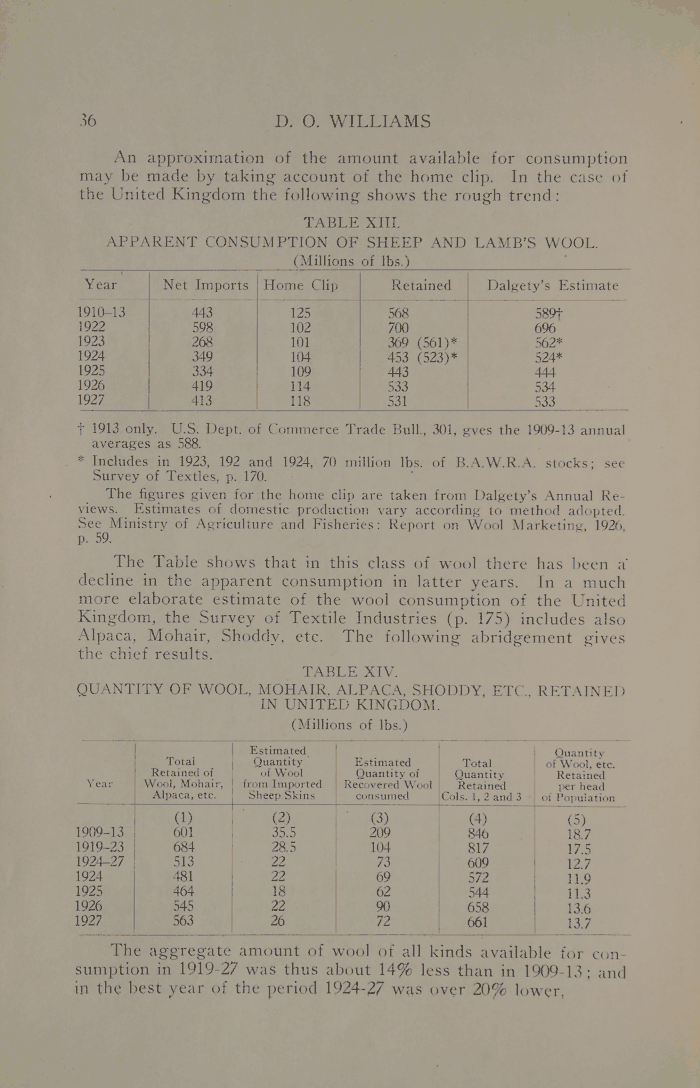 36 D. O. WILLIAMS
An approximation of the amount available for consumption
may be made by taking account of the home clip. In the case of
the United Kingdom the following shows the rough trend:
TABLE XIII.
APPARENT CONSUMPTION OF SHEEP AND LAMB'S WOOL.
(Millions of lbs.)
Year Net Imports Home Clip Retained Dalgety's Estimate
1910-13 443 125 568 589†
1922 598 102 700 696
1923 268 101 369 (561)* 562*
1924 349 104 453 (523)* 524*
1925 334 109 443 444
1926 419 114 533 534
1927 413 118 531 533
† 1913 only. U.S. Dept. of Commerce Trade Bull., 301, gves the 1909-13 annual
averages as 588.
* Includes in 1923, 192 and 1924, 70 million lbs. of B.A.W.R.A. stocks; see
Survey of Textles, p. 170.
The figures given for the home clip are taken from Dalgety's Annual Re-
views. Estimates of domestic production vary according to method adopted.
See Ministry of Agriculture and Fisheries: Report on Wool Marketing, 1926,
p. 59.
The Table shows that in this class of wool there has been a
decline in the apparent consumption in latter years. In a much
more elaborate estimate of the wool consumption of the United
Kingdom, the Survey of Textile Industries (p. 175) includes also
Alpaca, Mohair, Shoddy, etc. The following abridgement gives
the chief results.
TABLE XIV.
QUANTITY OF WOOL, MOHAIR, ALPACA, SHODDY, ETC., RETAINED
IN UNITED KINGDOM.
(Millions of lbs.)
Year
Total
Retained of
Wool, Mohair,
Alpaca, etc.
Estimated
Quantity
of Wool
from Imported
Sheep Skins
Estimated
Quantity of
Recovered Wool
consumed
Total
Quantity
Retained
Cols. 1, 2 and 3
Quantity
of Wool, etc.
Retained
per head
of Population
(1) (2) (3) (4) (5)
1909-13 601 35.5 209 846 18.7
1919-23 684 28.5 104 817 17.5
1924-27 513 22 73 609 12.7
1924 481 22 69 572 11.9
1925 464 18 62 544 11.3
1926 545 22 90 658 13.6
1927 563 26 72 661 13.7
The aggregate amount of wool of all kinds available for con-
sumption in 1919-27 was thus about 14% less than in 1909-13; and
in the best year of the period 1924-27 was over 20% lower,